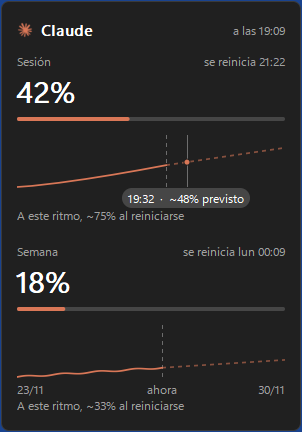 Claude
a las 19:09
Sesión
se reinicia 21:22
42%
19:32 · ~48% previsto
A este ritmo, ~75% al reiniciarse
Semana
se reinicia lun 00:09
18%
23/11
ahora
30/11
A este ritmo, ~33% al reiniciarse